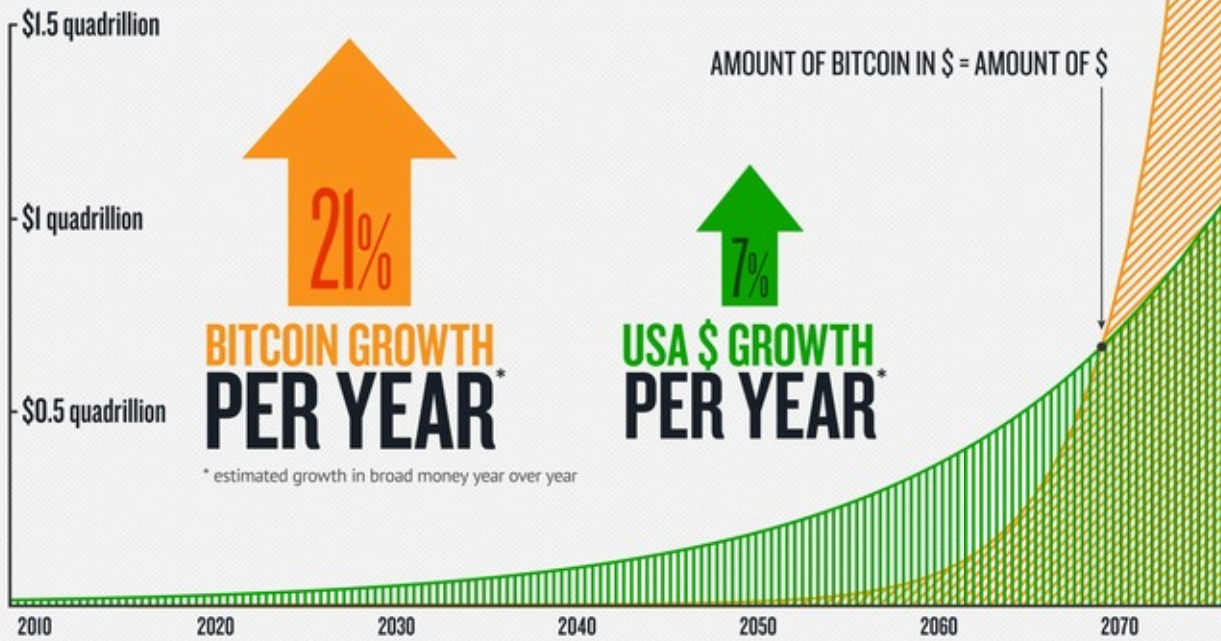 $1.5 quadrillion
AMOUNT OF BITCOIN IN $ = AMOUNT OF $
$1 quadrillion
21%
7%
BITCOIN GROWTH
PER YEAR*
* estimated growth in broad money year over year
USA $ GROWTH
PER YEAR*
$0.5 quadrillion
2010 2020 2030 2040 2050 2060 2070